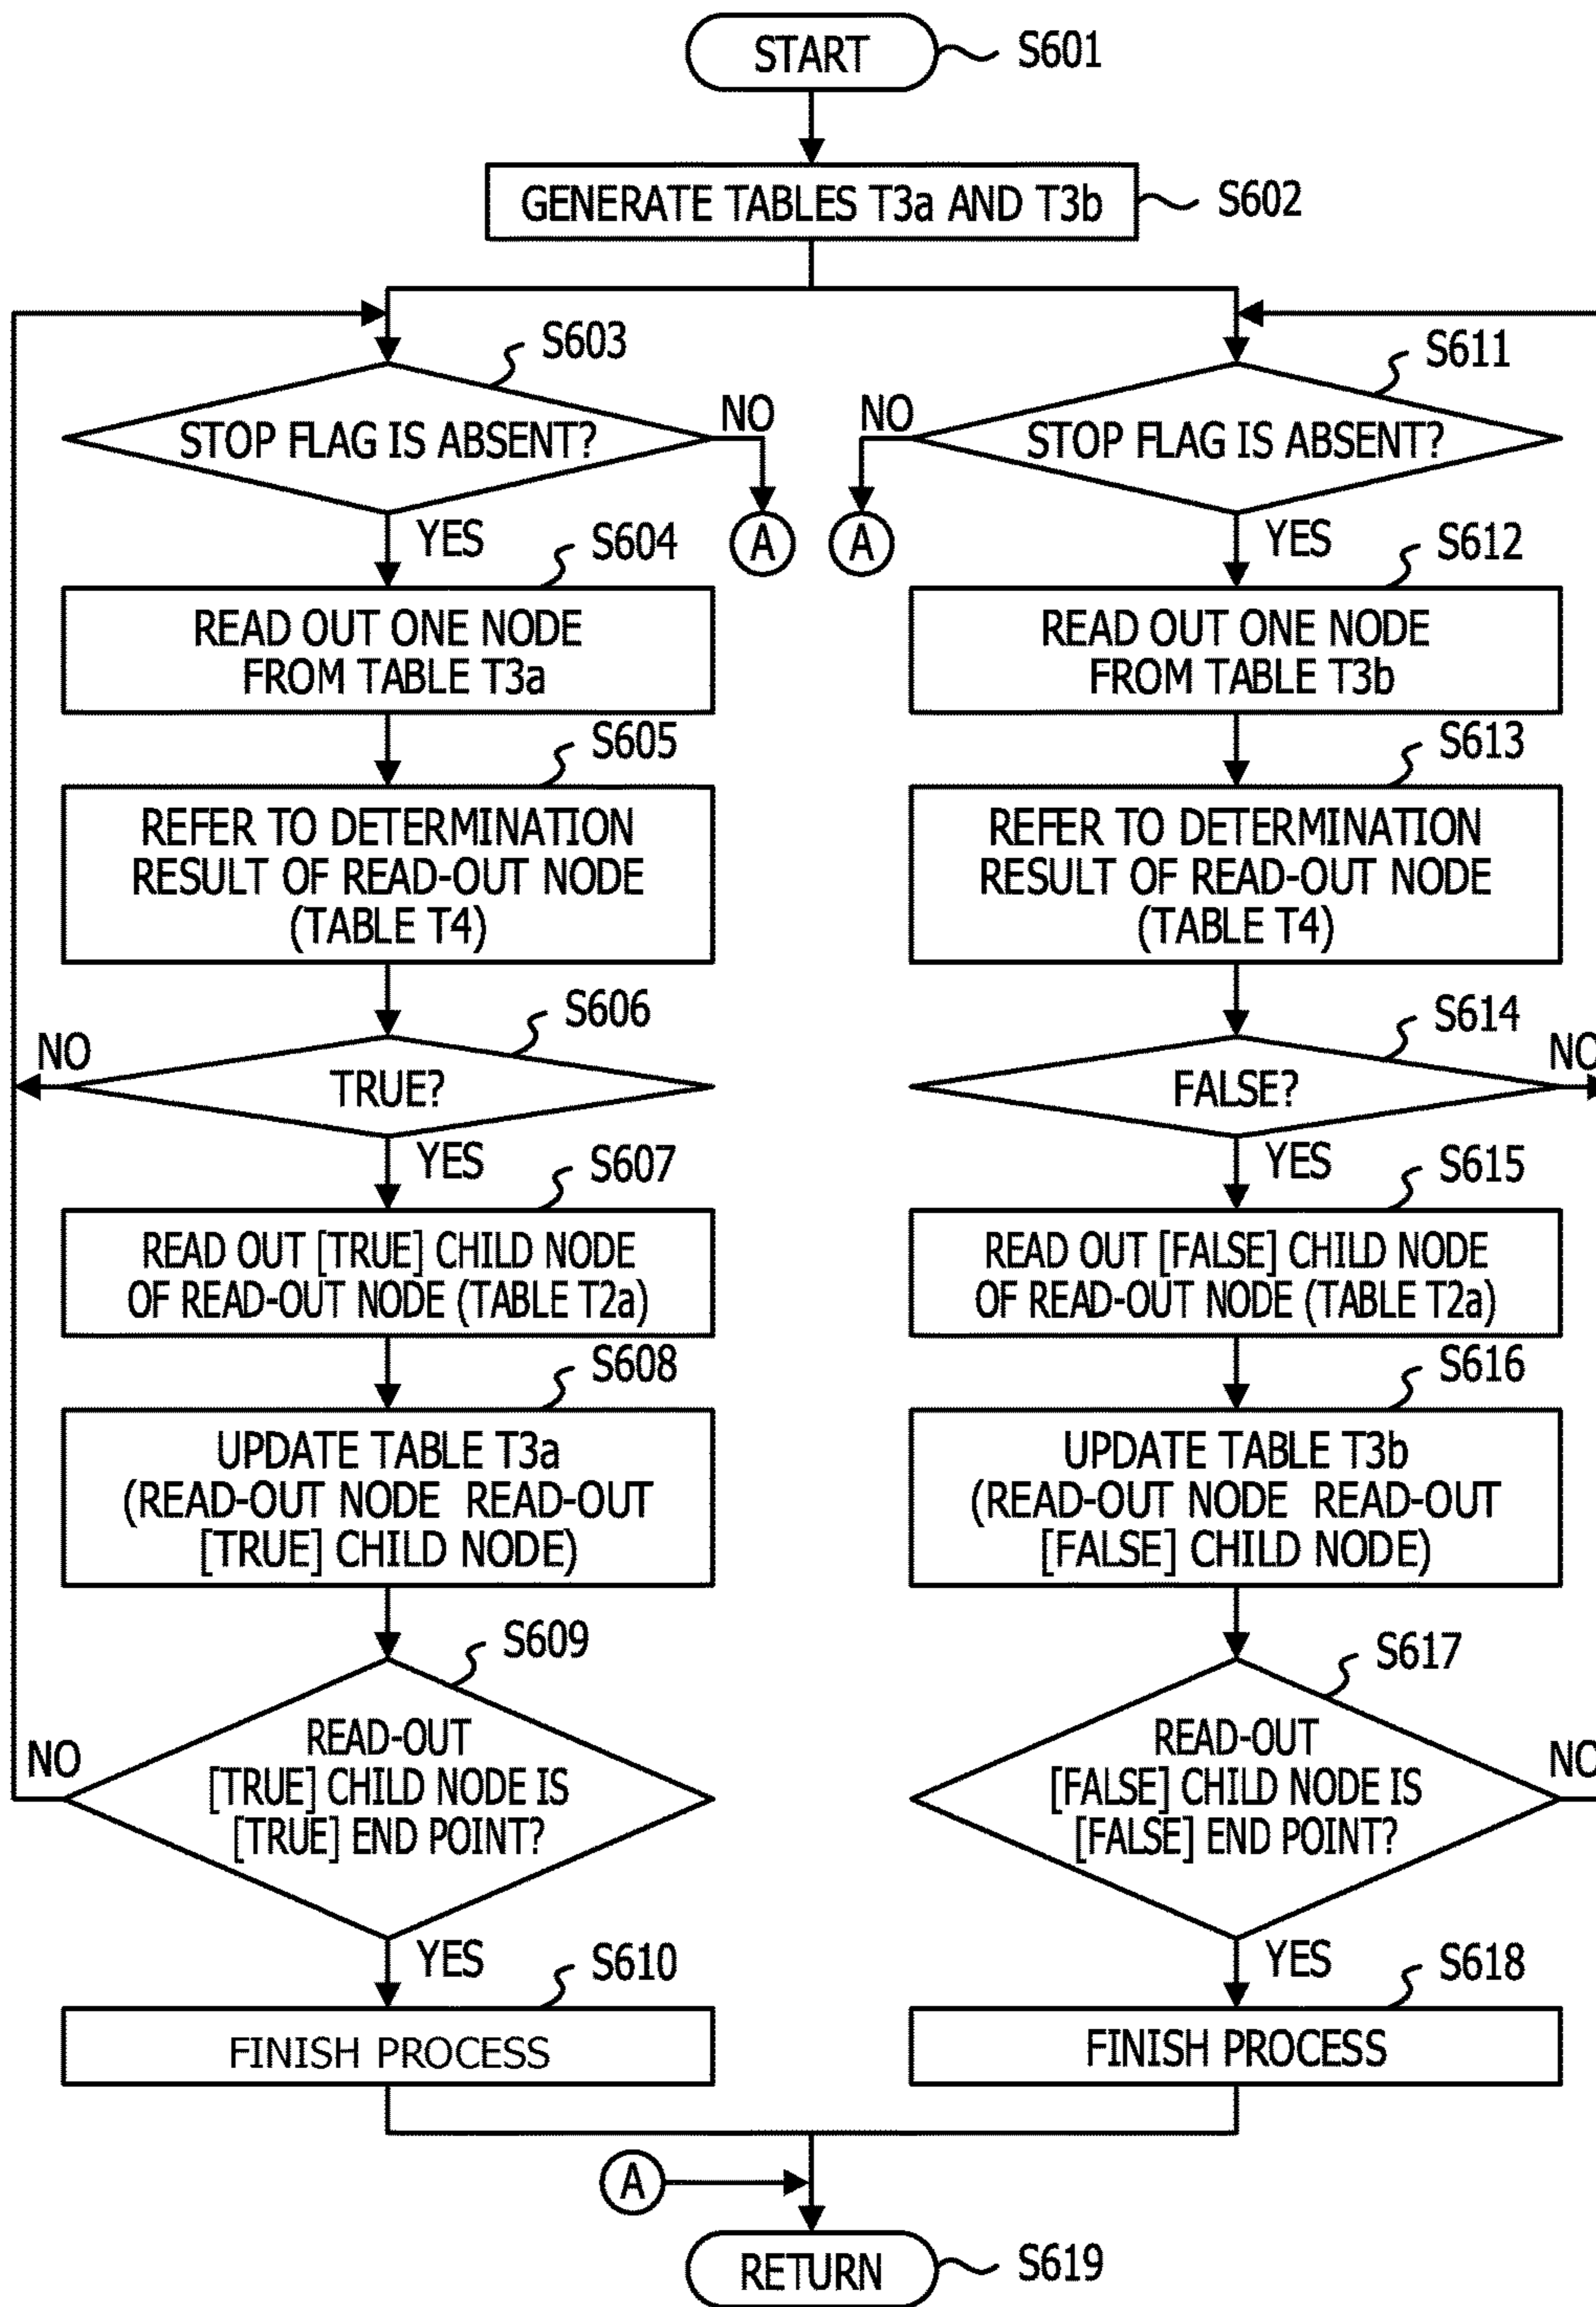 START
S601
GENERATE TABLES T3a AND T3b
S602
S603
STOP FLAG IS ABSENT?
NO
A
YES
S604
READ OUT ONE NODE
FROM TABLE T3a
S605
REFER TO DETERMINATION
RESULT OF READ-OUT NODE
(TABLE T4)
S606
NO
TRUE?
YES
S607
READ OUT [TRUE] CHILD NODE
OF READ-OUT NODE (TABLE T2a)
S608
UPDATE TABLE T3a
(READ-OUT NODE READ-OUT
[TRUE] CHILD NODE)
S609
NO
READ-OUT
[TRUE] CHILD NODE IS
[TRUE] END POINT?
YES
S610
FINISH PROCESS
S611
NO
STOP FLAG IS ABSENT?
A
YES
S612
READ OUT ONE NODE
FROM TABLE T3b
S613
REFER TO DETERMINATION
RESULT OF READ-OUT NODE
(TABLE T4)
S614
NO
FALSE?
YES
S615
READ OUT [FALSE] CHILD NODE
OF READ-OUT NODE (TABLE T2a)
S616
UPDATE TABLE T3b
(READ-OUT NODE READ-OUT
[FALSE] CHILD NODE)
S617
READ-OUT
[FALSE] CHILD NODE IS
[FALSE] END POINT?
NO
YES
S618
FINISH PROCESS
A
RETURN
S619